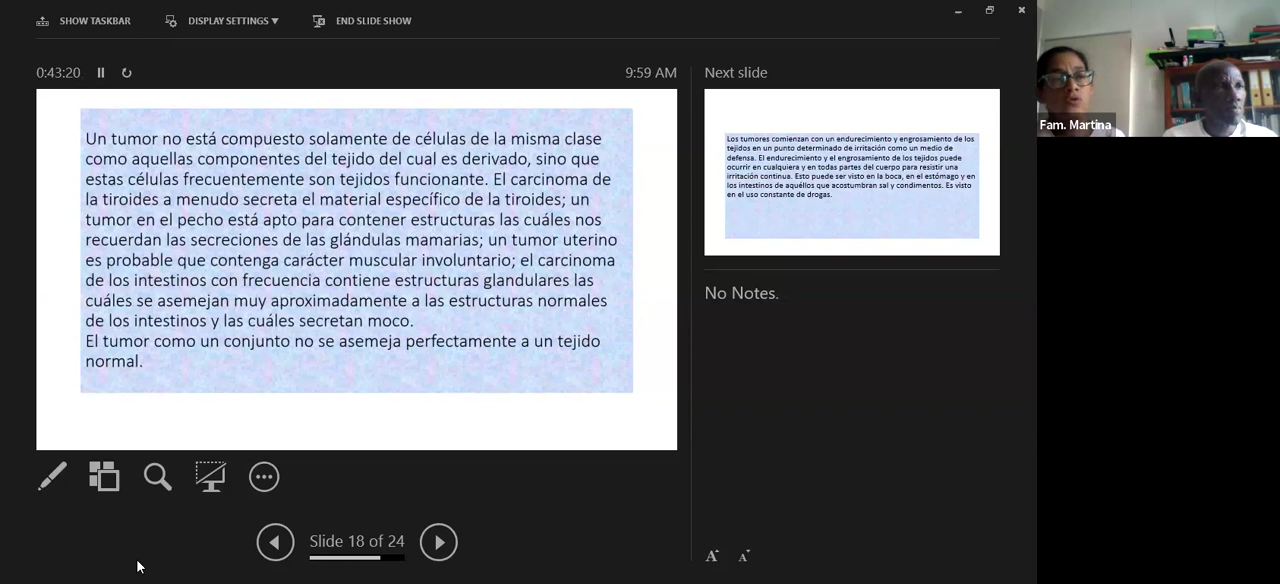 SHOW TASKBAR
DISPLAY SETTINGS
END SLIDE SHOW
0:43:20
9:59 AM
Un tumor no está compuesto solamente de células de la misma clase
como aquellas componentes del tejido del cual es derivado, sino que
estas células frecuentemente son tejidos funcionante. El carcinoma de
la tiroides a menudo secreta el material específico de la tiroides; un
tumor en el pecho está apto para contener estructuras las cuáles nos
recuerdan las secreciones de las glándulas mamarias; un tumor uterino
es probable que contenga carácter muscular involuntario; el carcinoma
de los intestinos con frecuencia contiene estructuras glandulares las
cuáles se asemejan muy aproximadamente a las estructuras normales
de los intestinos y las cuáles secretan moco.
El tumor como un conjunto no se asemeja perfectamente a un tejido
normal.
Slide 18 of 24
Next slide
Los tumores comienzan con un endurecimiento y engrosamiento de los
tejidos en un punto determinado de irritación como un medio de
defensa. El endurecimiento y el engrosamiento de los tejidos puede
ocurrir en cualquiera y en todas partes del cuerpo para resistir una
irritación continua. Esto puede ser visto en la boca, en el estómago y en
los intestinos de aquéllos que acostumbran sal y condimentos. Es visto
en el uso constante de drogas.
No Notes.
A A
Fam. Martina